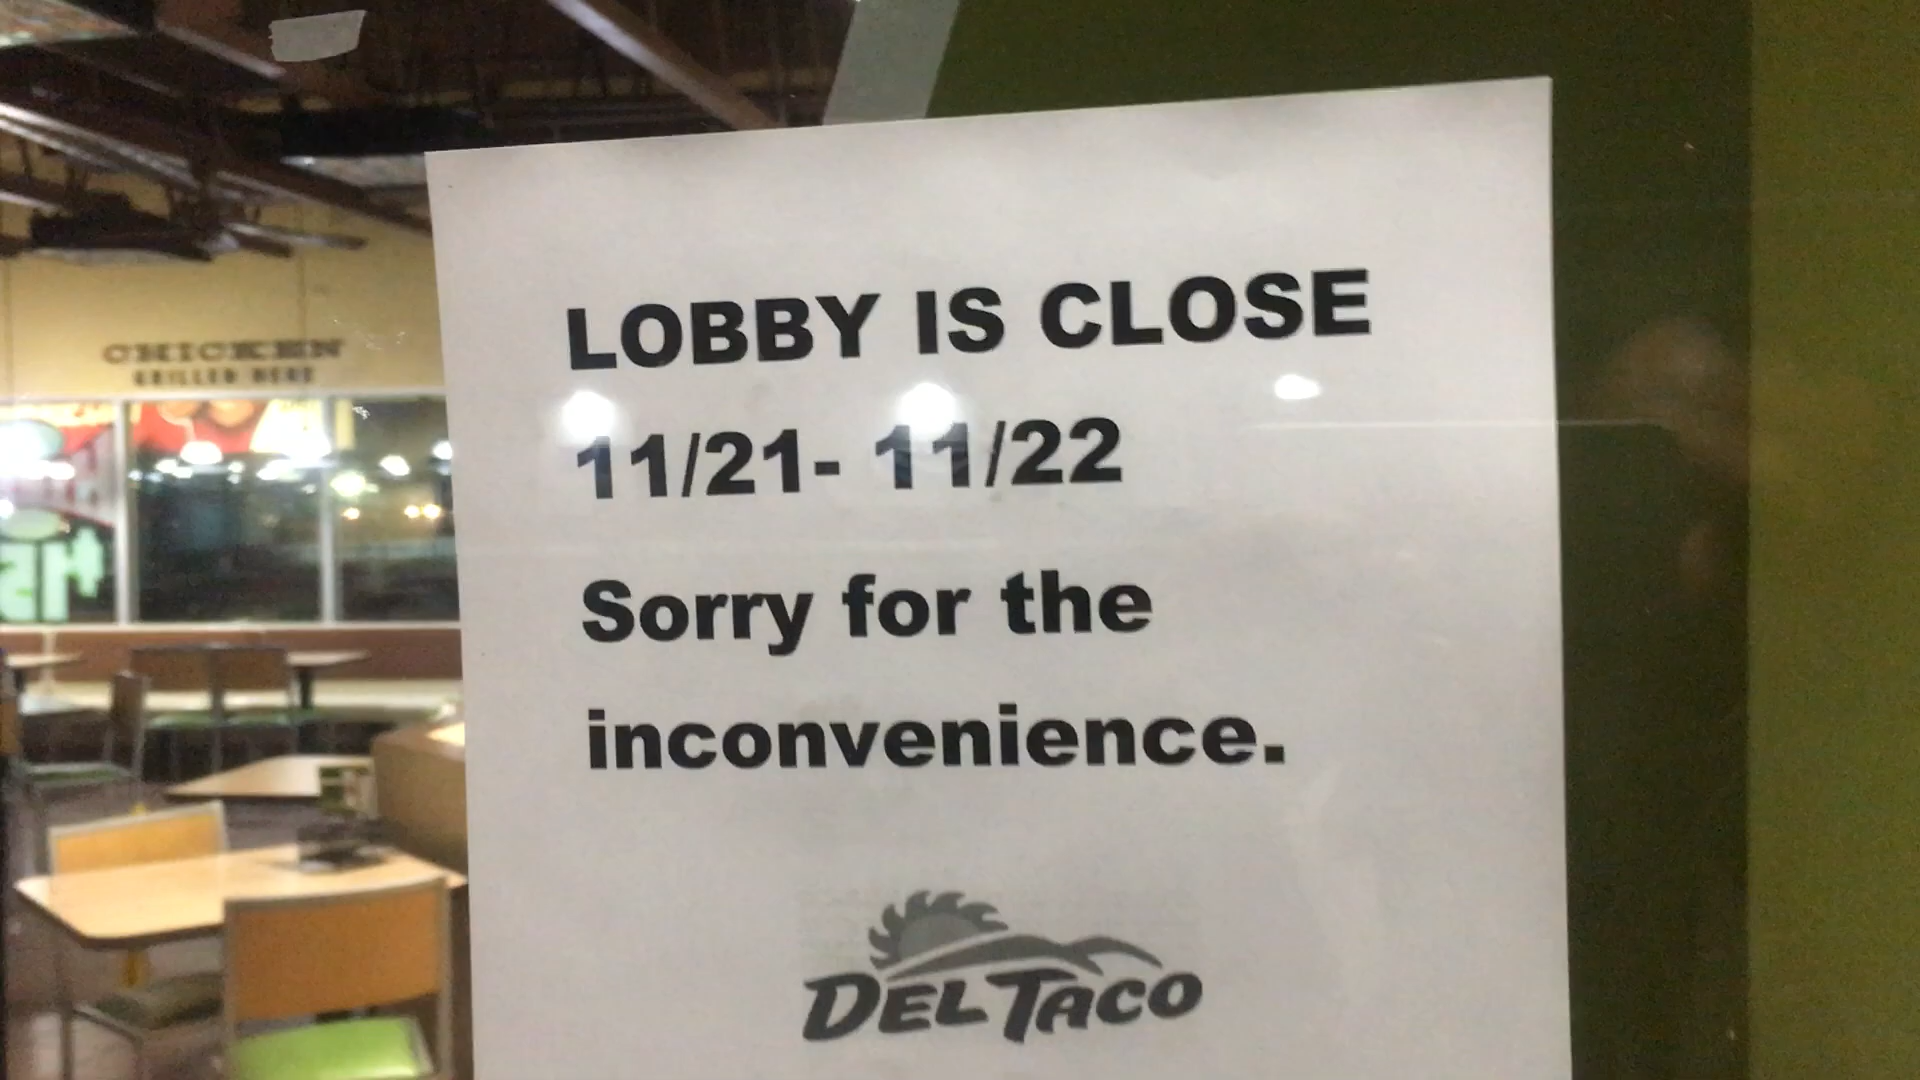 CHICKEN
GRILLED HERE
LOBBY IS CLOSE
11/21- 11/22
Sorry for the
inconvenience.
DEL TACO